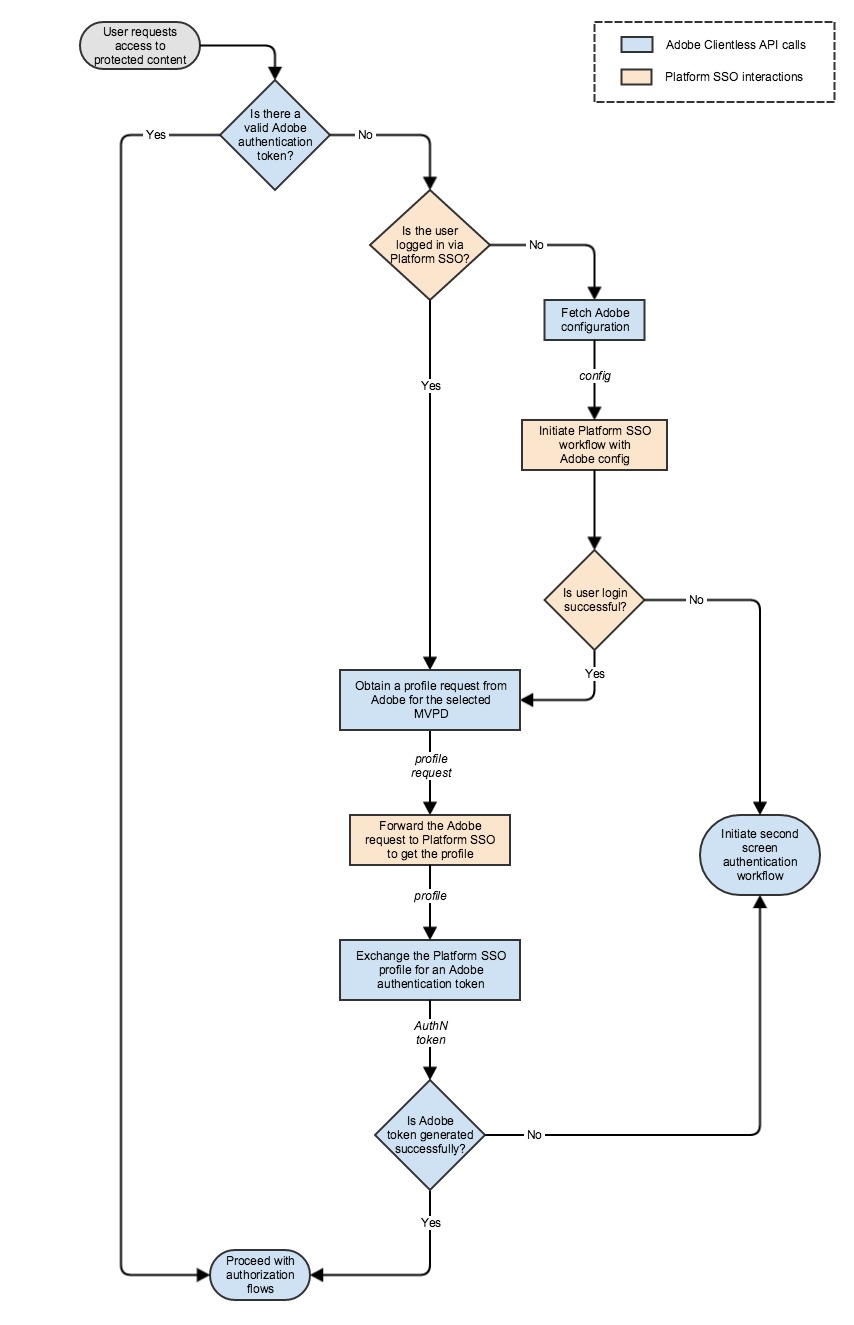 User requests
access to
protected content
Adobe Clientless API calls
Platform SSO interactions
Is there a
valid Adobe
authentication
token?
Yes
No
Is the user
logged in via
Platform SSO?
No
Fetch Adobe
configuration
Yes
config
Initiate Platform SSO
workflow with
Adobe config
Is user login
successful?
No
Yes
Obtain a profile request from
Adobe for the selected
MVPD
profile
request
Forward the Adobe
request to Platform SSO
to get the profile
Initiate second
screen
authentication
workflow
profile
Exchange the Platform SSO
profile for an Adobe
authentication token
AuthN
token
Is Adobe
token generated
successfully?
No
Yes
Proceed with
authorization
flows